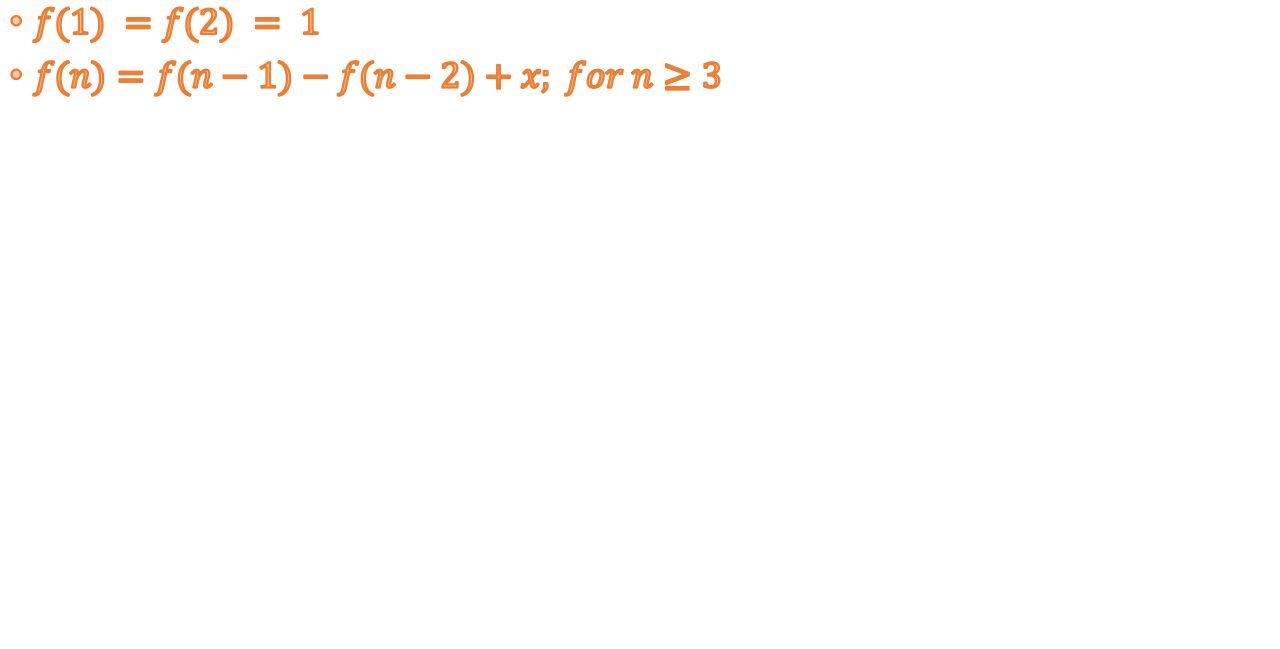 • f(1) = f(2) = 1
• f(n) = f(n − 1) − f(n − 2) + x; for n ≥ 3